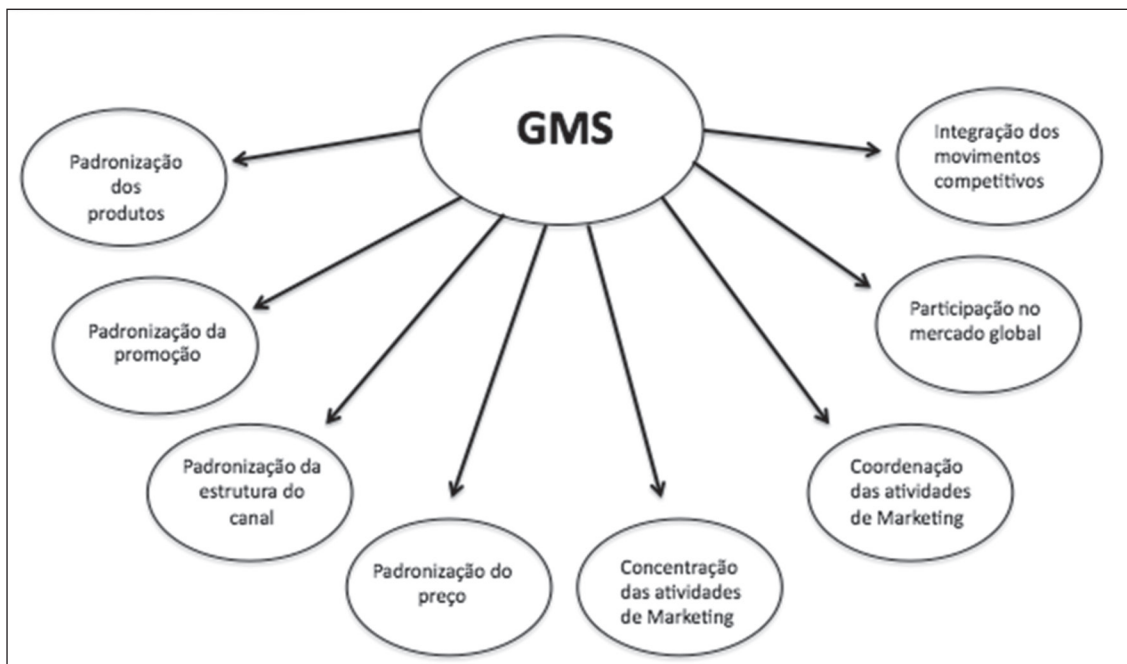 GMS
Padronização
dos
produtos
Padronização da
promoção
Padronização da
estrutura do
canal
Padronização do
preço
Concentração
das atividades
de Marketing
Coordenação
das atividades
de Marketing
Participação no
mercado global
Integração dos
movimentos
competitivos